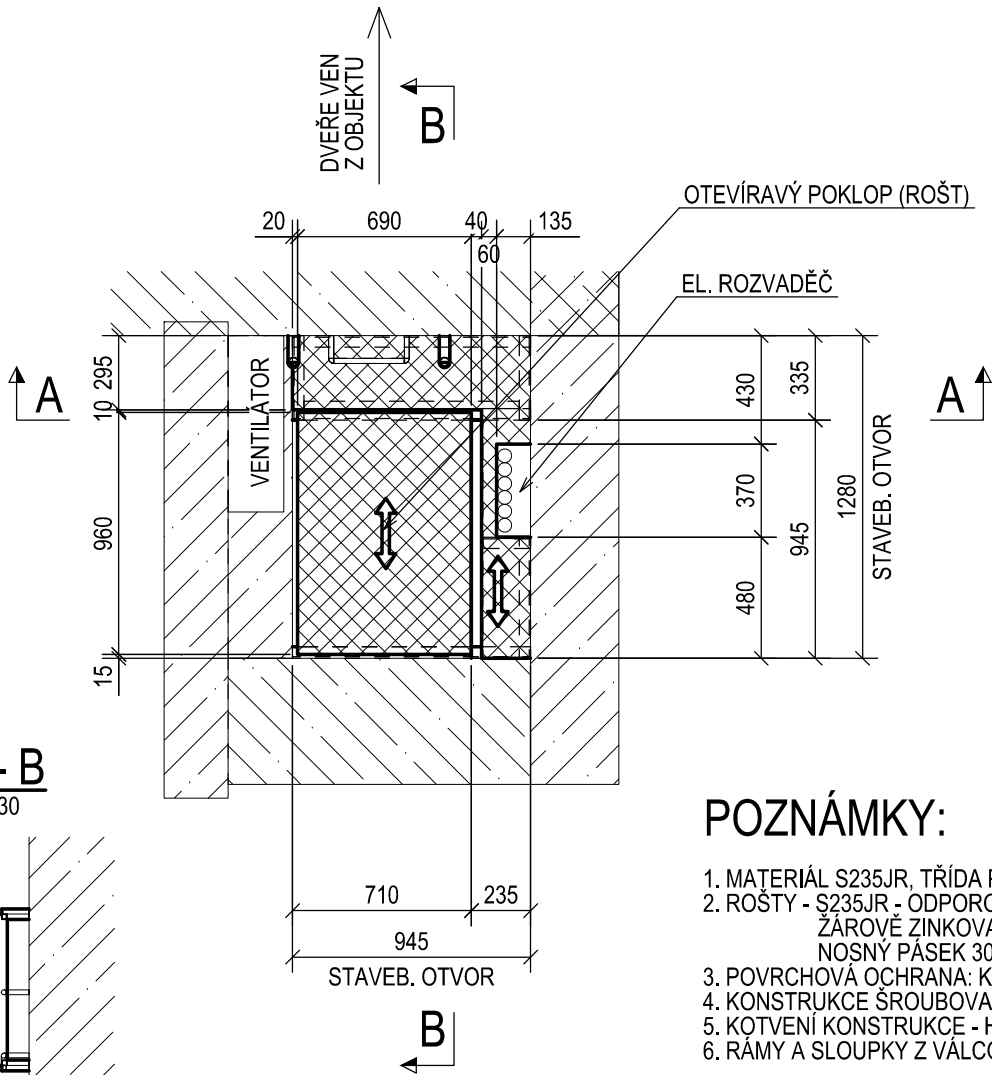 DVEŘE VEN
Z OBJEKTU
B
OTEVÍRAVÝ POKLOP (ROŠT)
20 690 40 135
60
EL. ROZVADĚČ
A
A
295
10
960
15
VENTILATOR
430
370
480
335
945
1280
STAVEB. OTVOR
- B
30
710 235
945
STAVEB. OTVOR
B
POZNÁMKY:
1. MATERIÁL S235JR, TŘÍDA
2. ROŠTY - S235JR - ODPORO
ŽÁROVĚ ZINKOVA
NOSNÝ PÁSEK 30
3. POVRCHOVÁ OCHRANA: K
4. KONSTRUKCE ŠROUBOVA
5. KOTVENÍ KONSTRUKCE - H
6. RÁMY A SLOUPKY Z VÁLCO